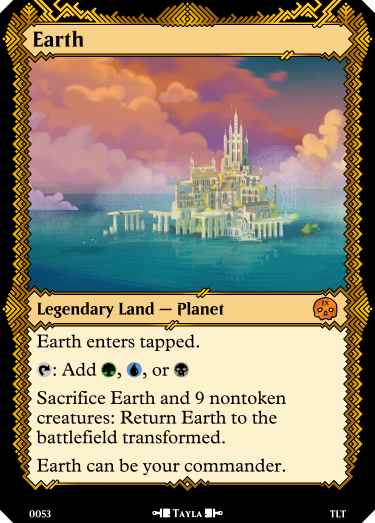 Earth
Legendary Land — Planet
FX
Earth enters tapped.
: Add , , or
Sacrifice Earth and 9 nontoken
creatures: Return Earth to the
battlefield transformed.
Earth can be your commander.
0053 TAYLA TLT